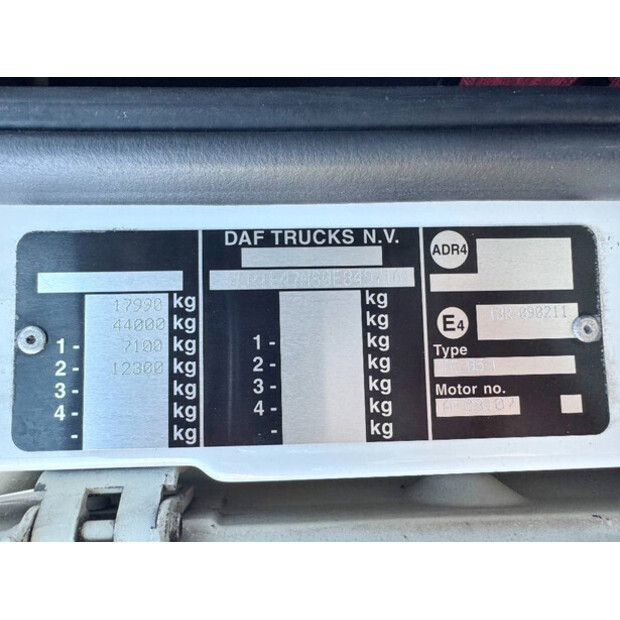 DAF TRUCKS N.V.
17990 kg
44000 kg
1- 7100 kg
2- 12300 kg
3- kg
4- kg
- kg
kg
kg
1- kg
2- kg
3- kg
4- kg
- kg
ADR4
E4
090211
Type
Motor no.